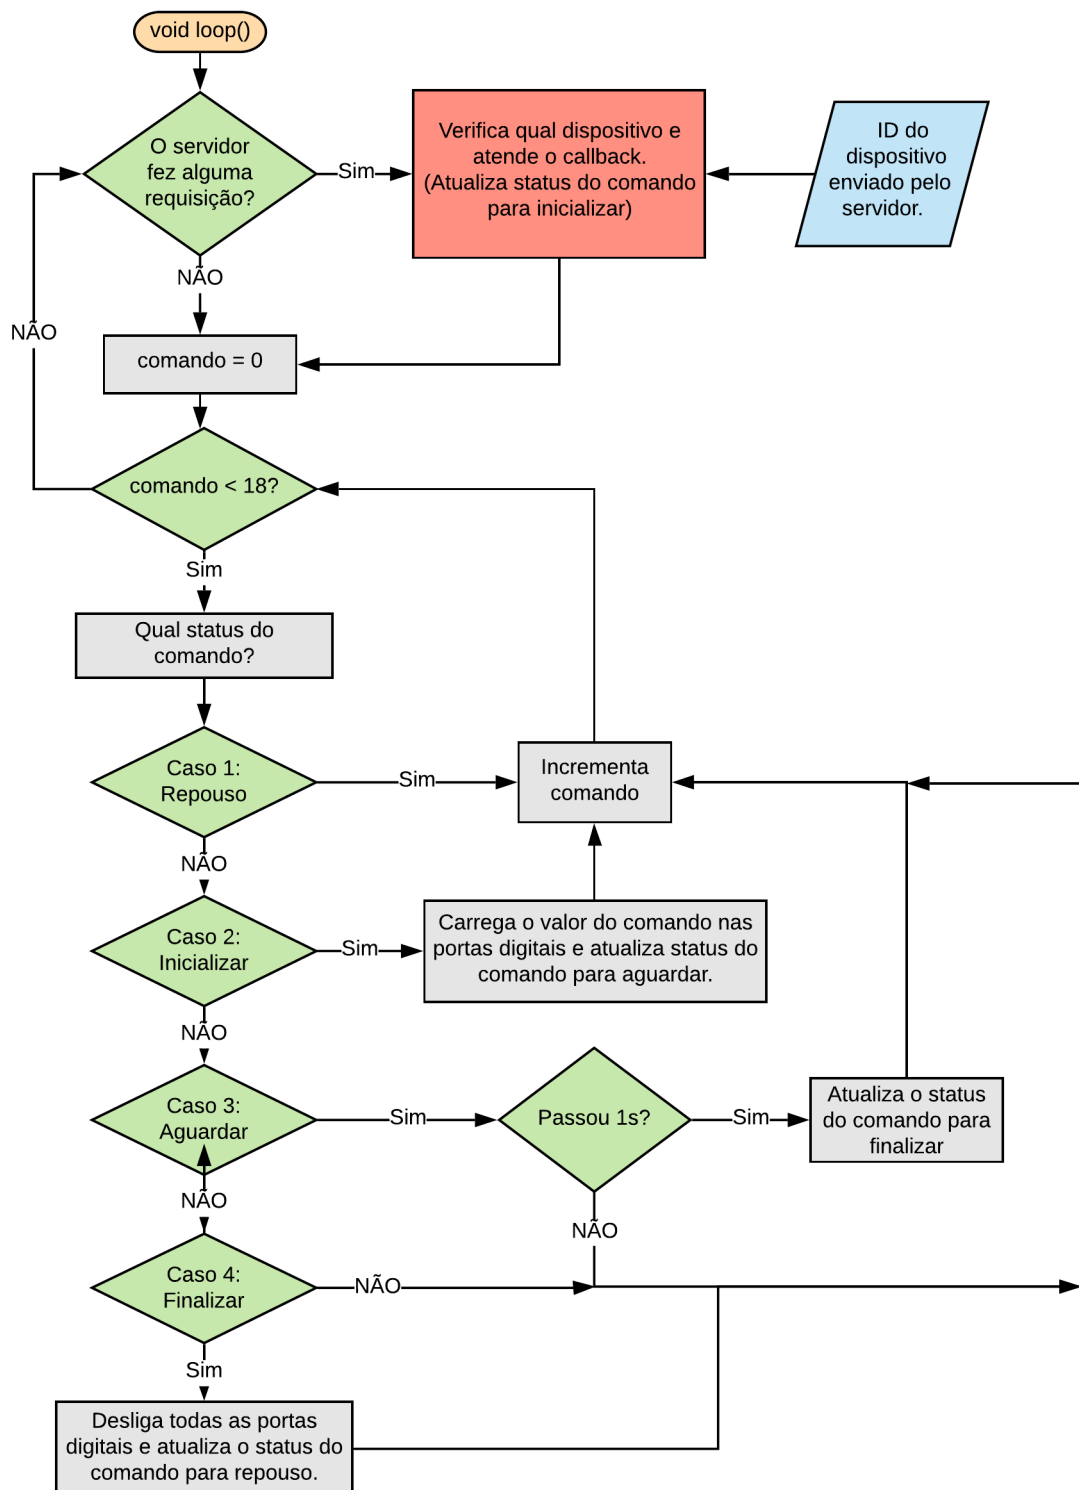 void loop()
O servidor
fez alguma
requisição?
Sim
Verifica qual dispositivo e
atende o callback.
(Atualiza status do comando
para inicializar)
ID do
dispositivo
enviado pelo
servidor.
NÃO
NÃO
comando = 0
comando < 18?
Sim
Qual status do
comando?
Caso 1:
Repouso
Sim
Incrementa
comando
NÃO
Caso 2:
Inicializar
Sim
Carrega o valor do comando nas
portas digitais e atualiza status do
comando para aguardar.
NÃO
Caso 3:
Aguardar
Sim
Passou 1s?
Sim
Atualiza o status
do comando para
finalizar
NÃO
NÃO
Caso 4:
Finalizar
NÃO
Sim
Desliga todas as portas
digitais e atualiza o status do
comando para repouso.